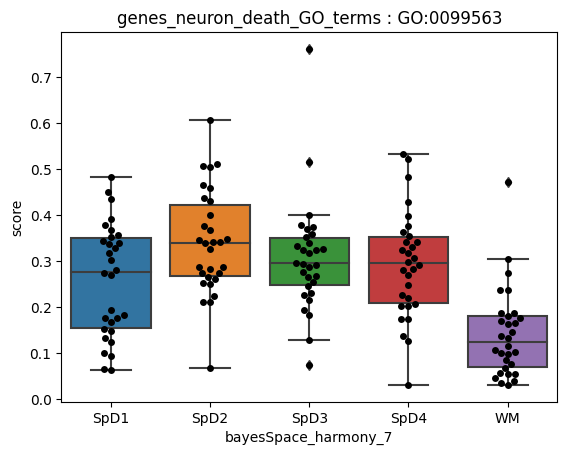 genes_neuron_death_GO_terms : GO:0099563
score
0.7
0.6
0.5
0.4
0.3
0.2
0.1
0.0
SpD1 SpD2 SpD3 SpD4 WM
bayesSpace_harmony_7